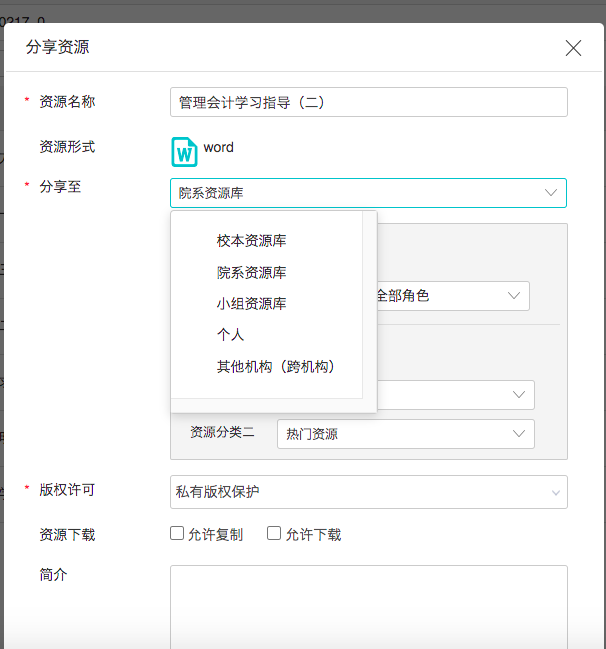 分享资源
* 资源名称 管理会计学习指导（二）
资源形式 word
* 分享至 院系资源库
校本资源库
院系资源库
小组资源库
全部角色
个人
其他机构（跨机构）
资源分类二 热门资源
* 版权许可 私有版权保护
资源下载 允许复制 允许下载
简介